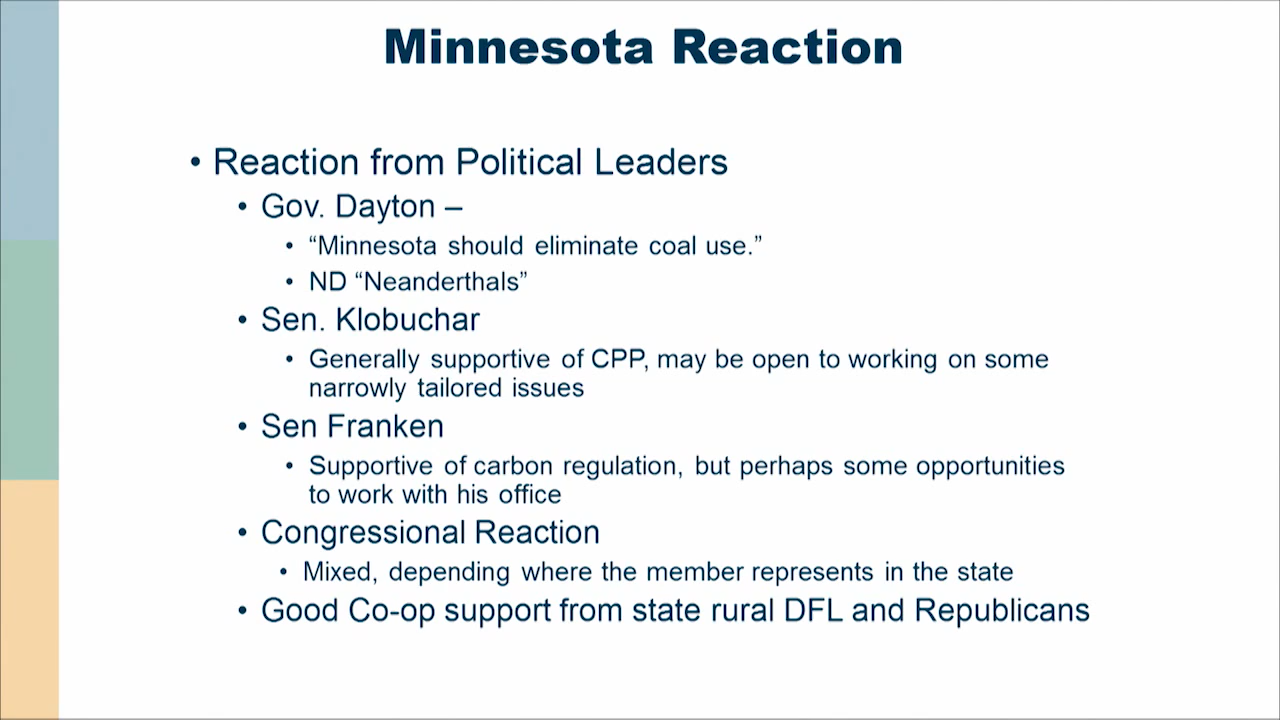 Minnesota Reaction
• Reaction from Political Leaders
• Gov. Dayton –
• “Minnesota should eliminate coal use.”
• ND “Neanderthals”
• Sen. Klobuchar
• Generally supportive of CPP, may be open to working on some
narrowly tailored issues
• Sen Franken
• Supportive of carbon regulation, but perhaps some opportunities
to work with his office
• Congressional Reaction
• Mixed, depending where the member represents in the state
• Good Co-op support from state rural DFL and Republicans